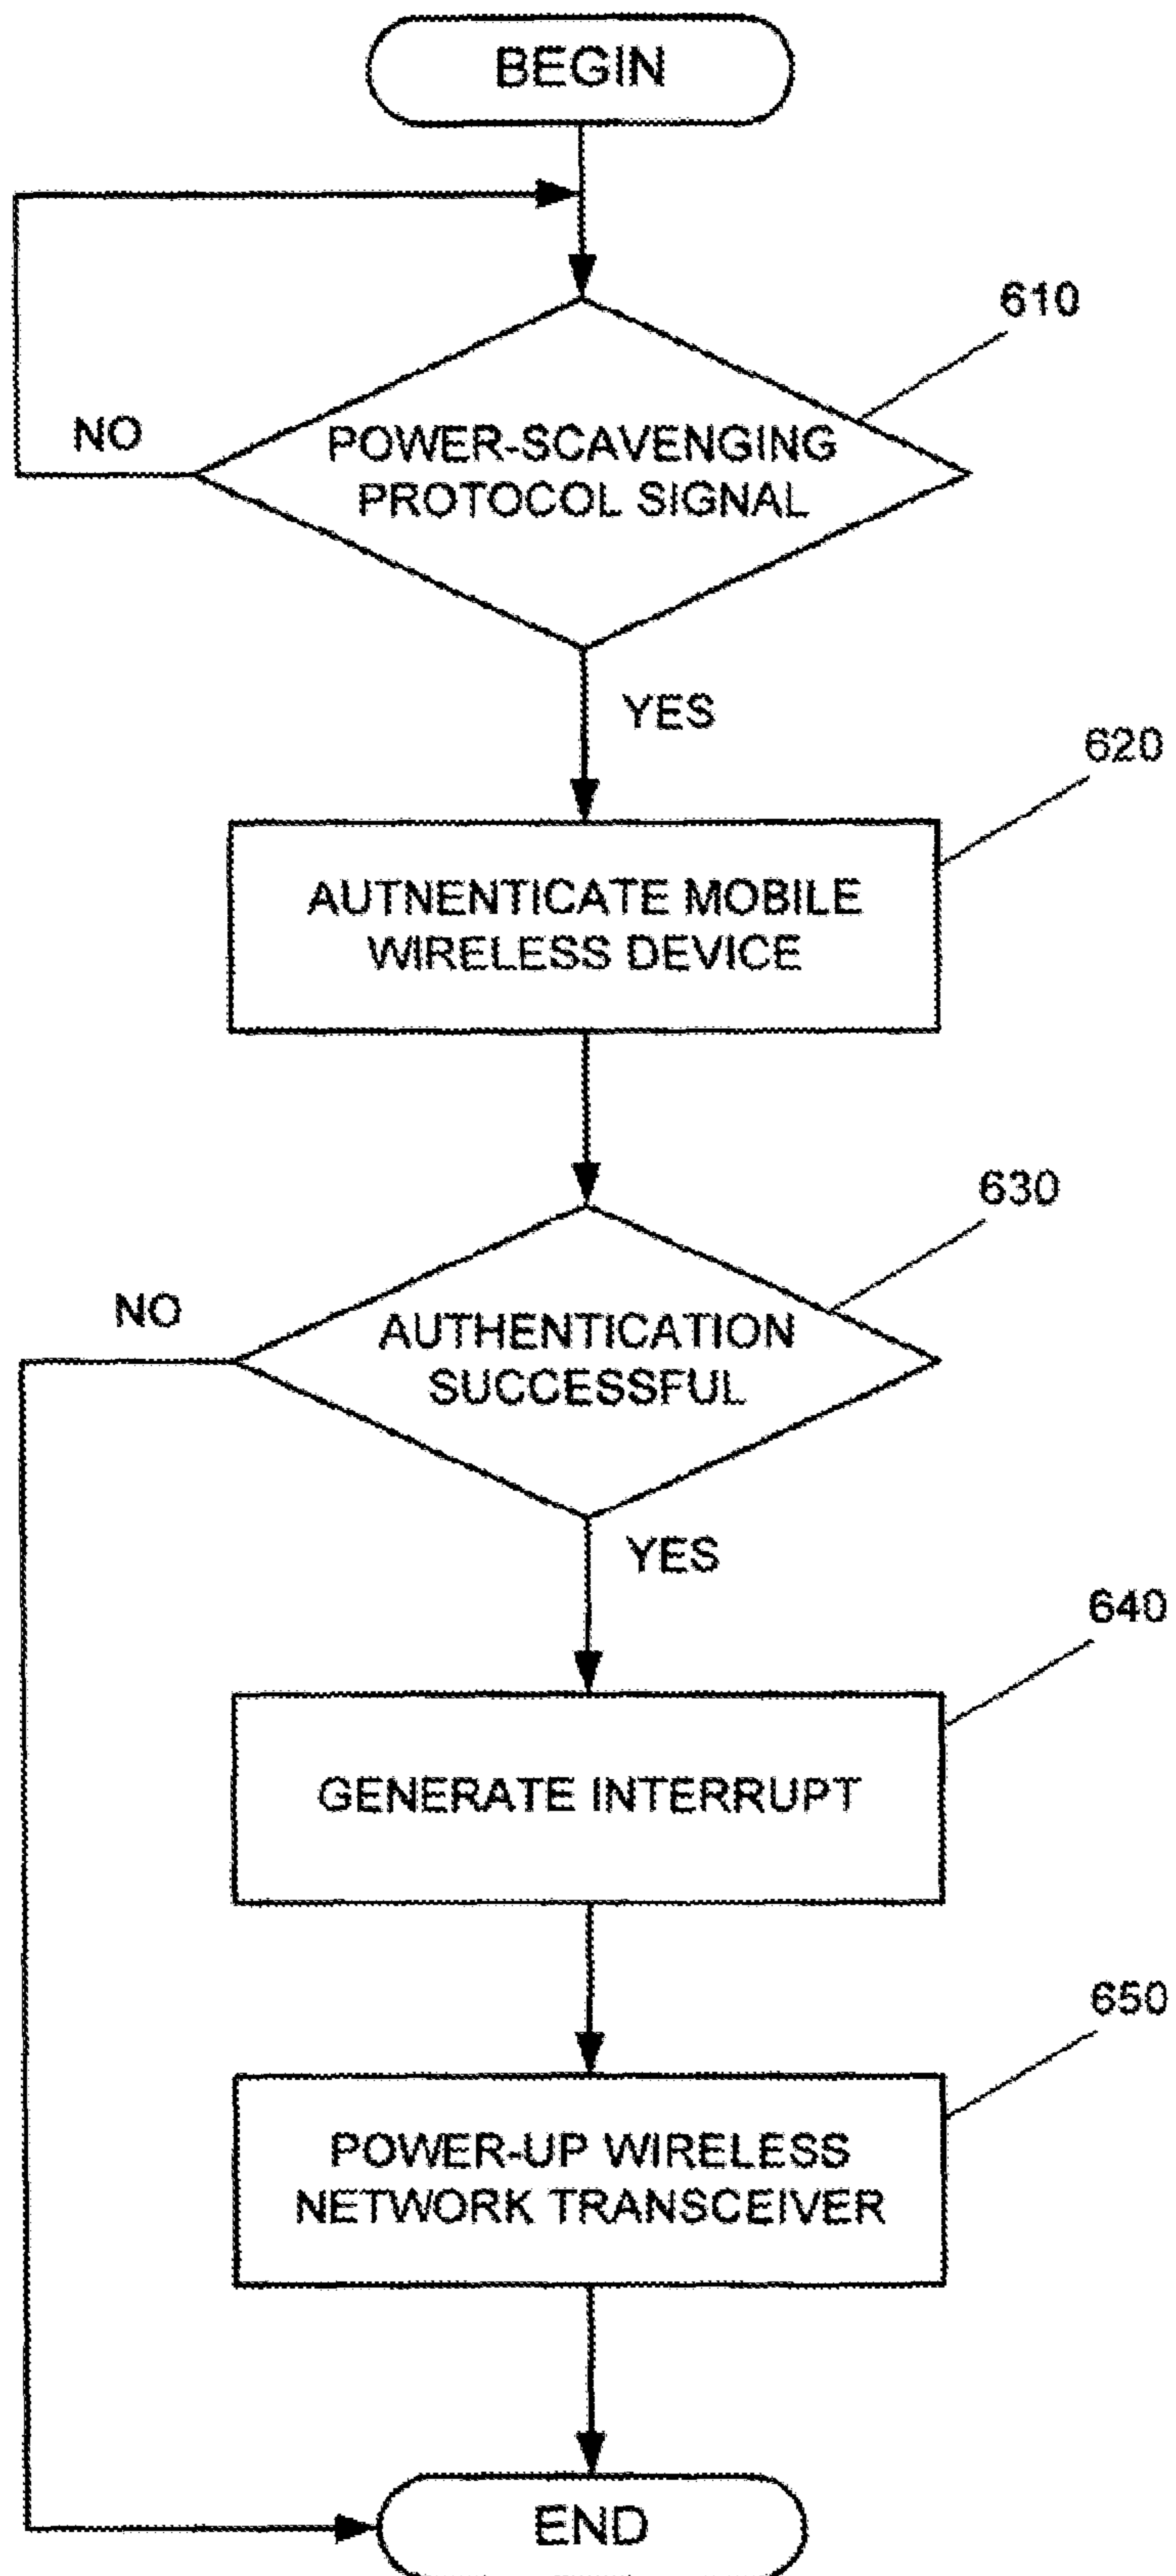 BEGIN
610
NO
POWER-SCAVENGING
PROTOCOL SIGNAL
YES
620
AUTNENTICATE MOBILE
WIRELESS DEVICE
630
NO
AUTHENTICATION
SUCCESSFUL
YES
640
GENERATE INTERRUPT
650
POWER-UP WIRELESS
NETWORK TRANSCEIVER
END